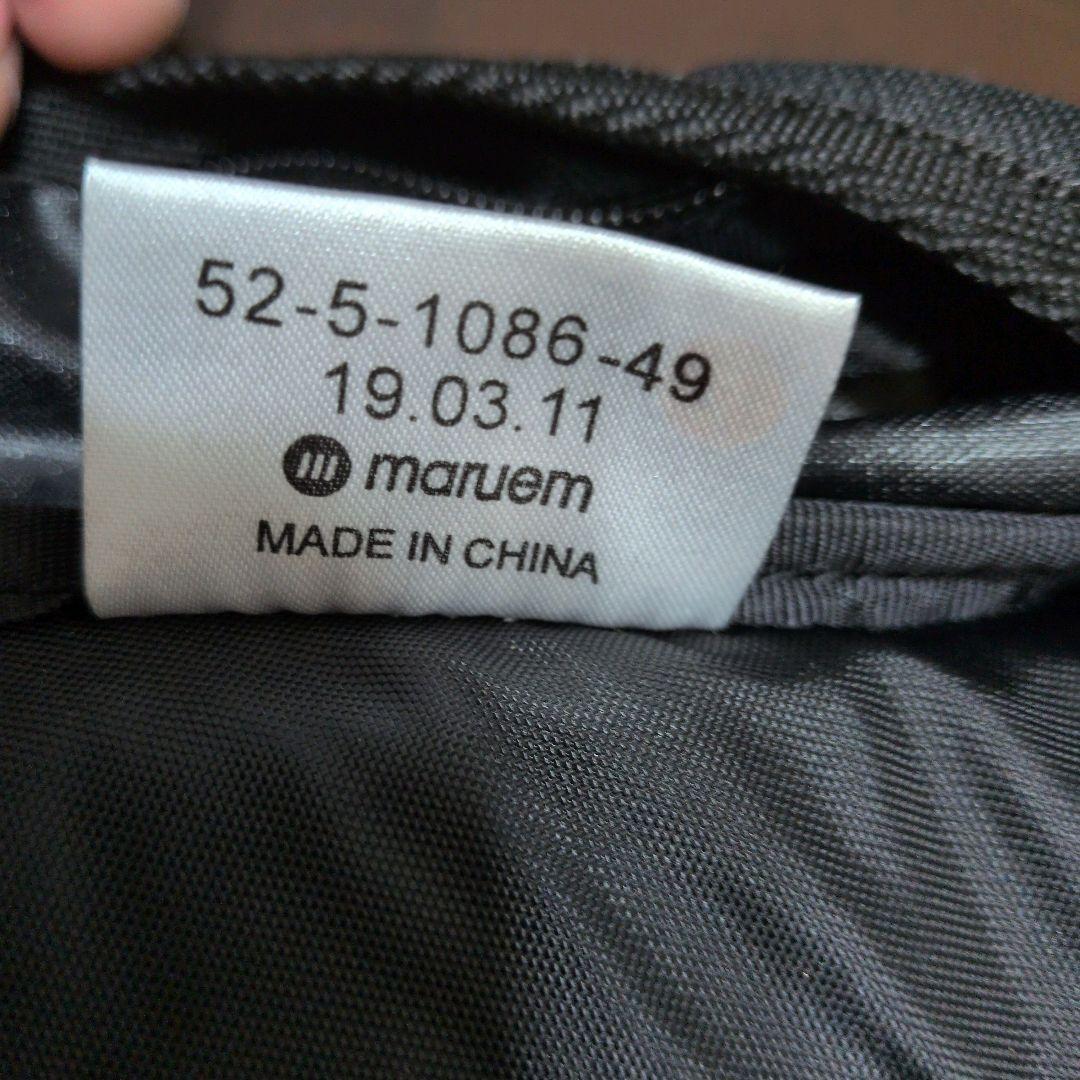 52-5-1086-49
19.03.11
m maruem
MADE IN CHINA